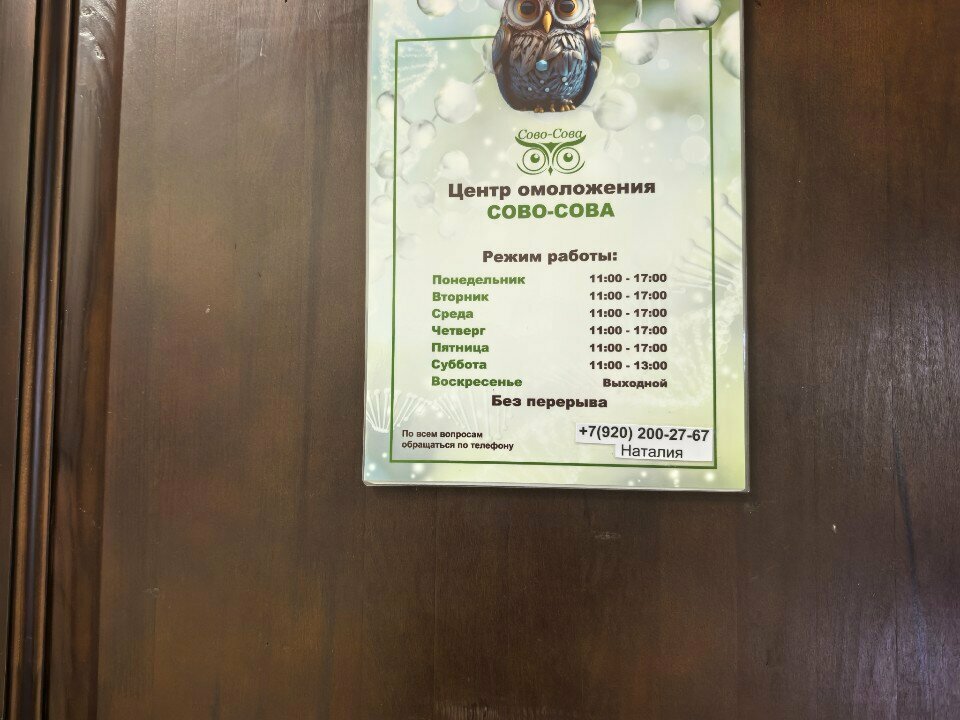 Сово-Сова
Центр омоложения
СОВО-СОВА
Режим работы:
Понедельник 11:00 - 17:00
Вторник 11:00 - 17:00
Среда 11:00 - 17:00
Четверг 11:00 - 17:00
Пятница 11:00 - 17:00
Суббота 11:00 - 13:00
Воскресенье Выходной
Без перерыва
По всем вопросам
обращаться по телефону
+7(920) 200-27-67
Наталия